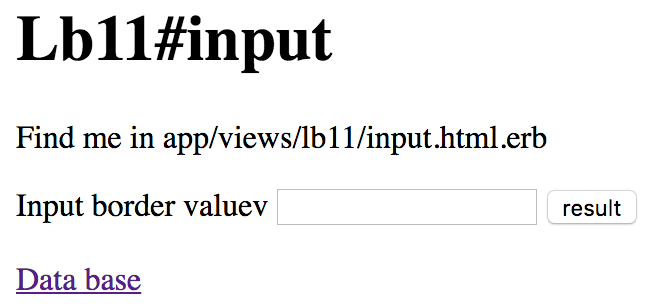 Lb11#input
Find me in app/views/lb11/input.html.erb
Input border valuev result
Data base